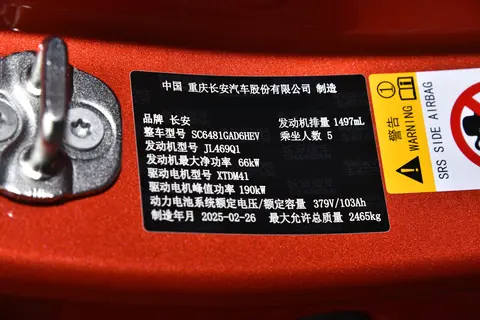 中国 重庆长安汽车股份有限公司 制造
品牌 长安 发动机排量 1497mL
整车型号 SC6481GAD6HEV 乘坐人数 5
发动机型号 JL469Q1
发动机最大净功率 66kW
驱动电机型号 XTDM41
驱动电机峰值功率 190kW
动力电池系统额定电压/额定容量 379V/103Ah
制造年月 2025-02-26 最大允许总质量 2465kg
警告
WARNING
SRS SIDE AIRBAG